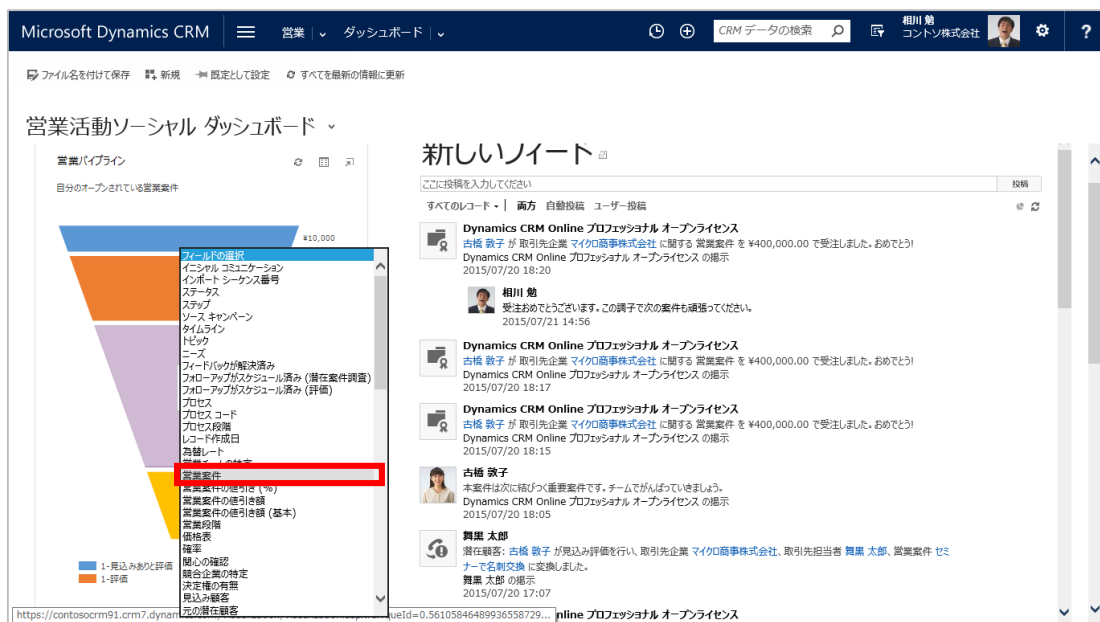 Microsoft Dynamics CRM
営業
ダッシュボード
CRM データの検索
相川 勉
コントソ株式会社
?
ファイル名を付けて保存 新規 既定として設定 すべてを最新の情報に更新
営業活動ソーシャル ダッシュボード
営業パイプライン
自分のオープンされている営業案件
¥10,000
フィールドの選択
イニシャル コミュニケーション
インポート シーケンス番号
ステータス
ステップ
ソース キャンペーン
タイムライン
トピック
ニーズ
フィードバックが解決済み
フォローアップがスケジュール済み (潜在案件調査)
フォローアップがスケジュール済み (評価)
プロセス
プロセス コード
プロセス段階
レコード作成日
為替レート
営業チームの特定
営業案件
営業案件の値引き (%)
営業案件の値引き額
営業案件の値引き額 (基本)
営業段階
価格表
確率
関心の確認
競合企業の特定
決定権の有無
見込み顧客
元の潜在顧客
1-見込みありと評価
1-評価
https://contosocrm91.crm7.dynam
ueId=0.56105846489936558729...
新しいノイート
ここに投稿を入力してください 投稿
すべてのレコード 両方 自動投稿 ユーザー投稿
Dynamics CRM Online プロフェッショナル オープンライセンス
古橋 敦子 が 取引先企業 マイクロ商事株式会社 に関する 営業案件 を ¥400,000.00 で受注しました。おめでとう!
Dynamics CRM Online プロフェッショナル オープンライセンス の掲示
2015/07/20 18:20
相川 勉
受注おめでとうございます。この調子で次の案件も頑張ってください。
2015/07/21 14:56
Dynamics CRM Online プロフェッショナル オープンライセンス
古橋 敦子 が 取引先企業 マイクロ商事株式会社 に関する 営業案件 を ¥400,000.00 で受注しました。おめでとう!
Dynamics CRM Online プロフェッショナル オープンライセンス の掲示
2015/07/20 18:17
Dynamics CRM Online プロフェッショナル オープンライセンス
古橋 敦子 が 取引先企業 マイクロ商事株式会社 に関する 営業案件 を ¥400,000.00 で受注しました。おめでとう!
Dynamics CRM Online プロフェッショナル オープンライセンス の掲示
2015/07/20 18:15
古橋 敦子
本案件は次に結びつく重要案件です。チームでがんばっていきましょう。
Dynamics CRM Online プロフェッショナル オープンライセンス の掲示
2015/07/20 18:05
舞黒 太郎
潜在顧客: 古橋 敦子 が見込み評価を行い、取引先企業 マイクロ商事株式会社、取引先担当者 舞黒 太郎、営業案件 セミ
ナーで名刺交換 に変換しました。
舞黒 太郎 の掲示
2015/07/20 17:07
nline プロフェッショナル オープンライセンス